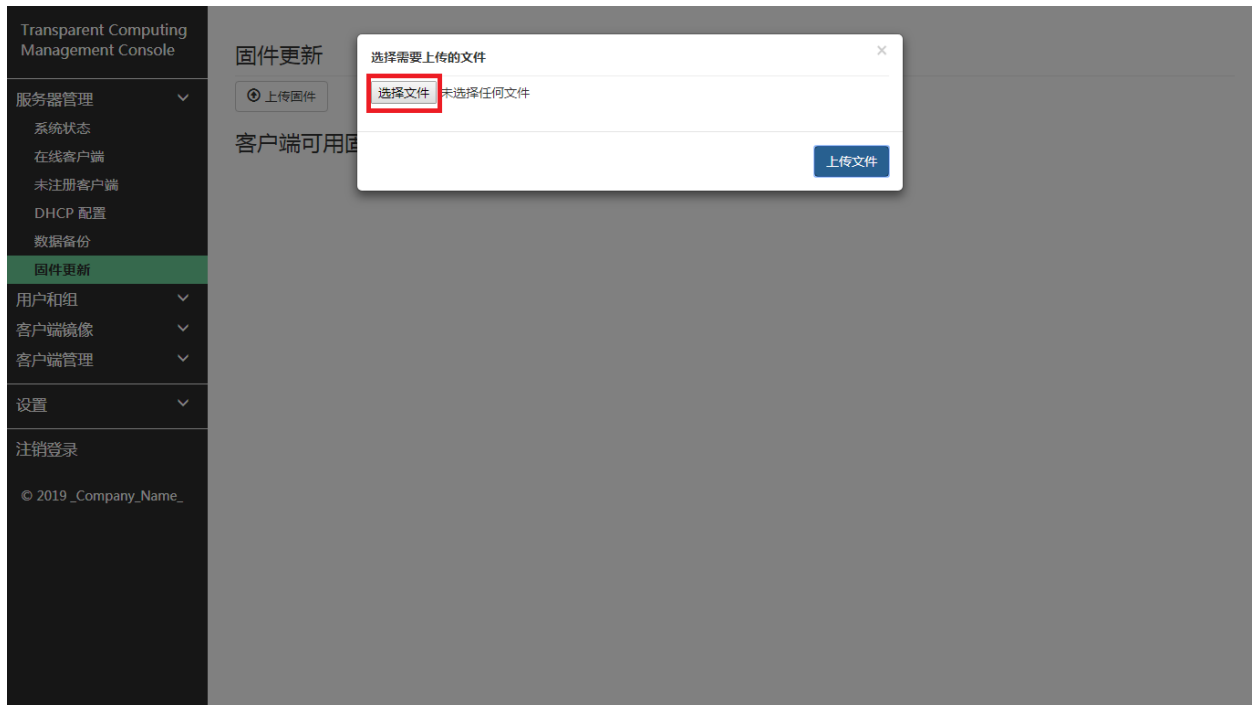 Transparent Computing
Management Console
服务器管理
系统状态
在线客户端
未注册客户端
DHCP 配置
数据备份
固件更新
用户和组
客户端镜像
客户端管理
设置
注销登录
© 2019 _Company_Name_
固件更新
上传固件
客户端可用
选择需要上传的文件
×
选择文件 未选择任何文件
上传文件